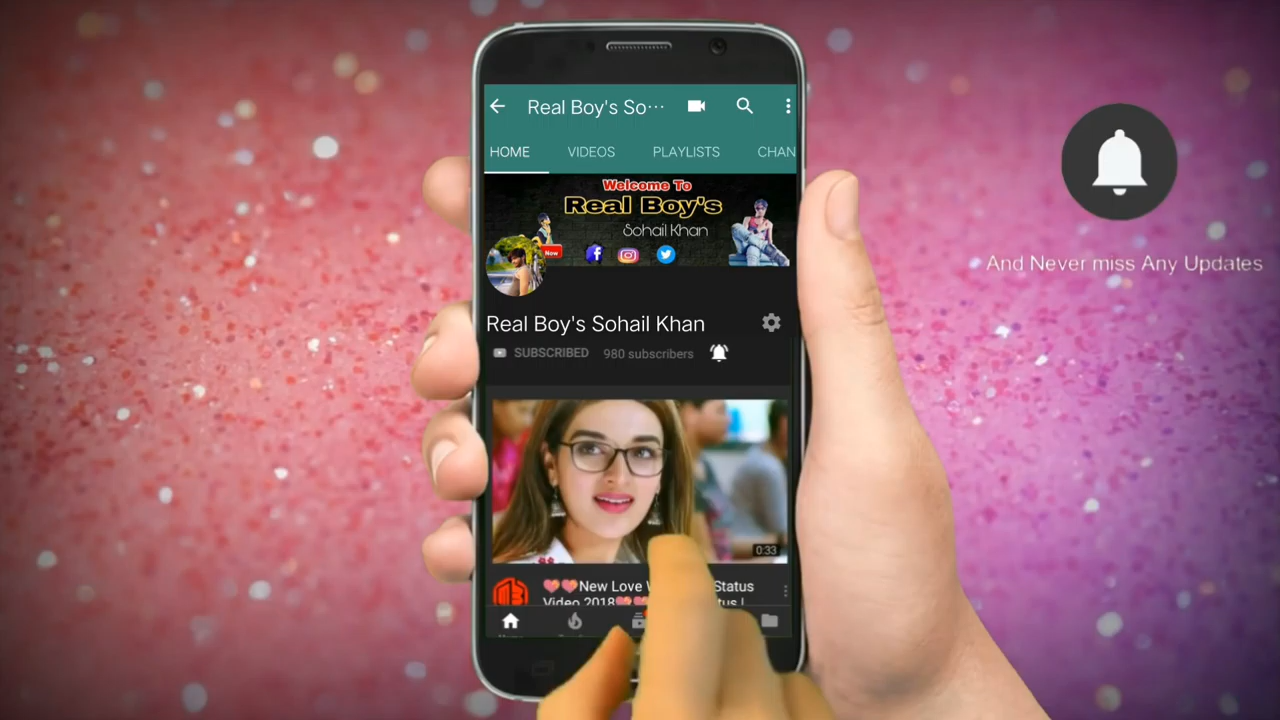 Real Boy's So···
HOME VIDEOS PLAYLISTS CHAN
Welcome To
Real Boy's
Sohail Khan
Now
Real Boy's Sohail Khan
SUBSCRIBED 980 subscribers
And Never miss Any Updates
0:33
💖💖New Love Status
Video 2018💖